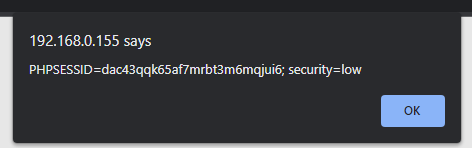 192.168.0.155 says
PHPSESSID=dac43qqk65af7mrbt3m6mqjui6; security=low
OK